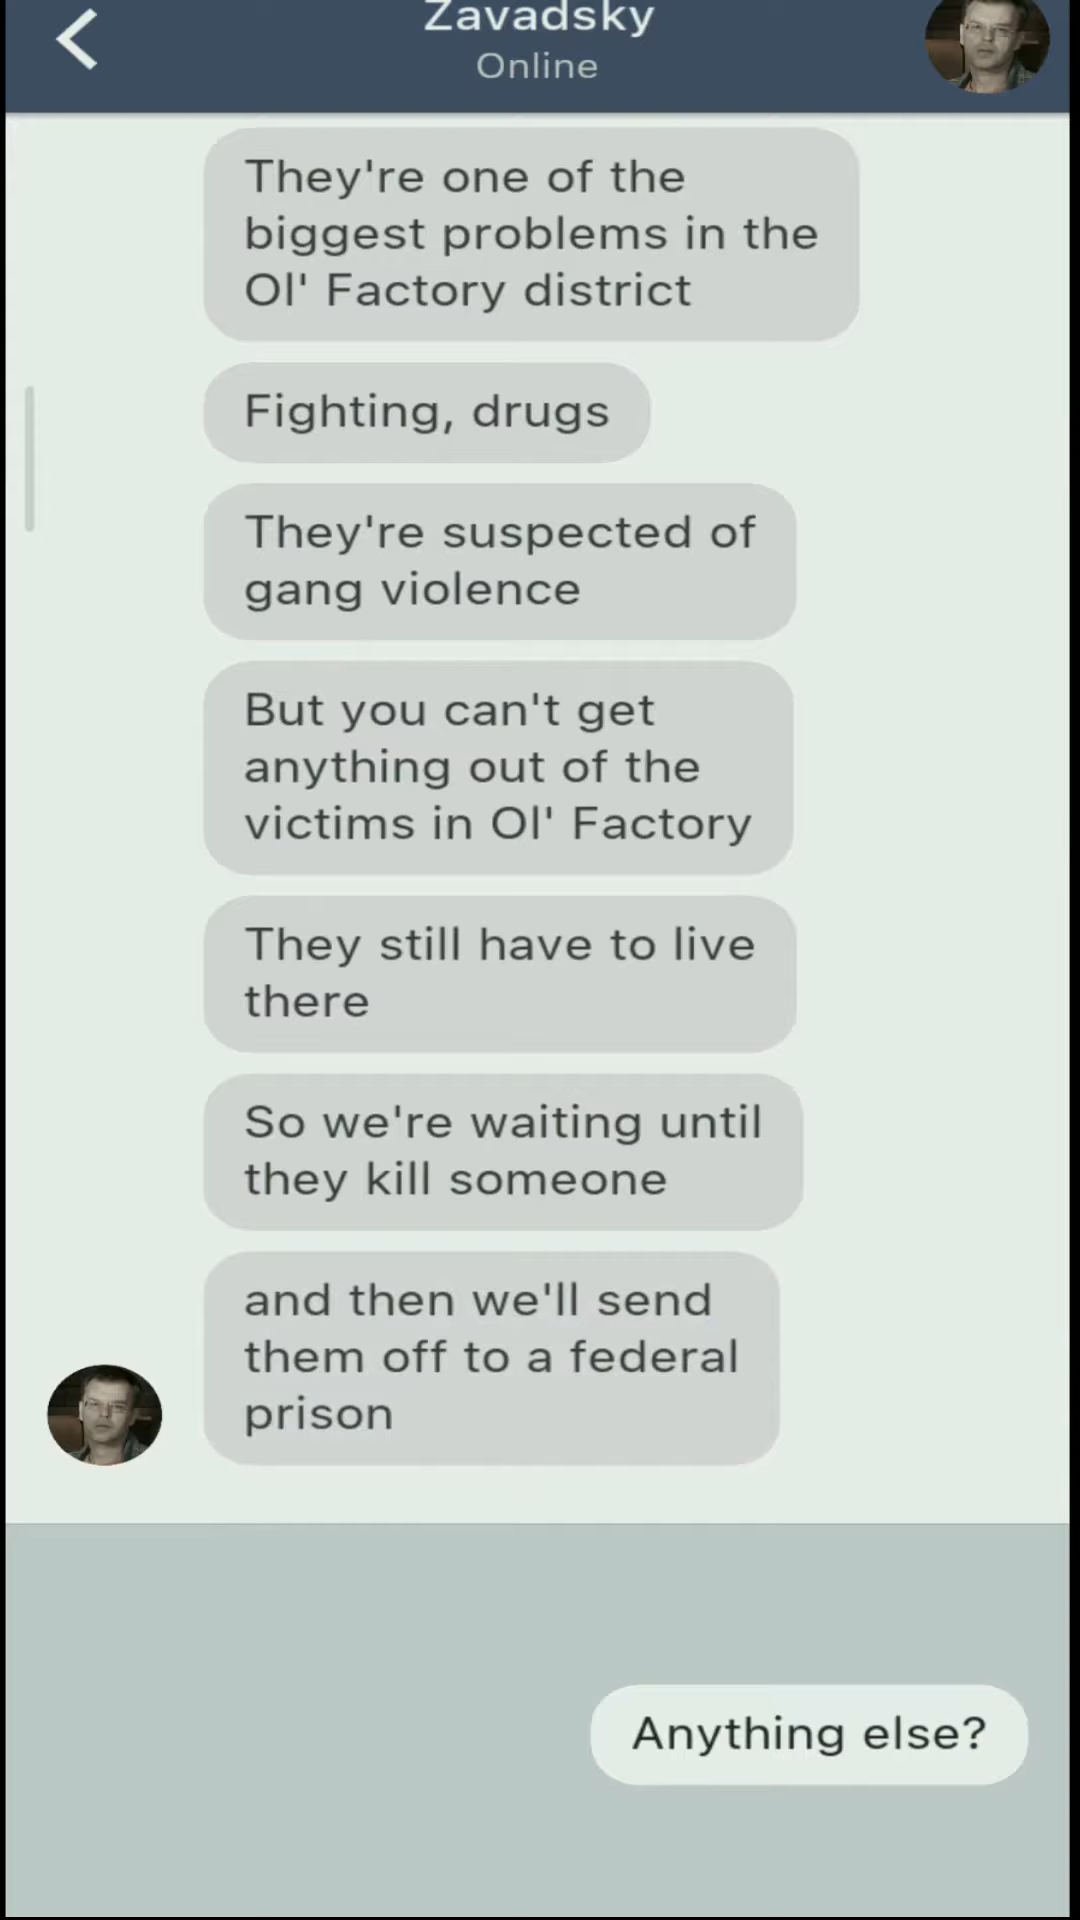 Zavadsky
Online
They're one of the
biggest problems in the
Ol' Factory district
Fighting, drugs
They're suspected of
gang violence
But you can't get
anything out of the
victims in Ol' Factory
They still have to live
there
So we're waiting until
they kill someone
and then we'll send
them off to a federal
prison
Anything else?